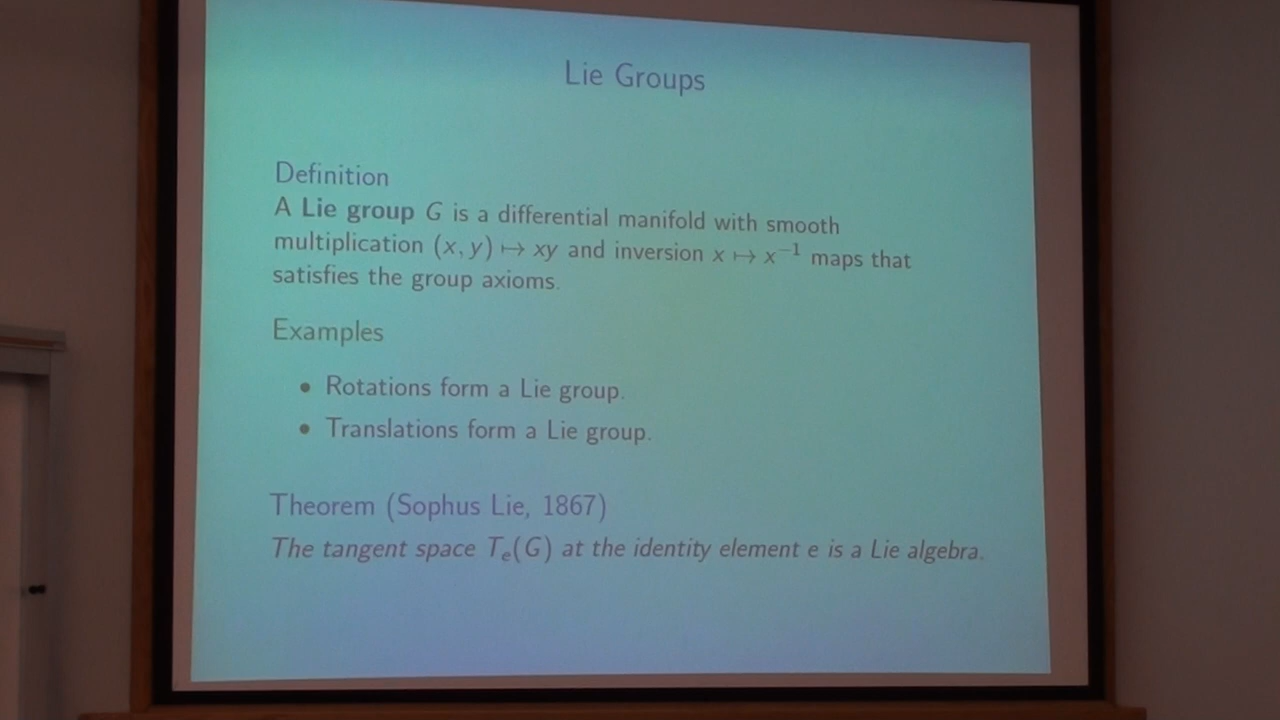 Lie Groups
Definition
A Lie group G is a differential manifold with smooth
multiplication (x, y) ↦ xy and inversion x ↦ x⁻¹ maps that
satisfies the group axioms.
Examples
• Rotations form a Lie group.
• Translations form a Lie group.
Theorem (Sophus Lie, 1867)
The tangent space Tₑ(G) at the identity element e is a Lie algebra.